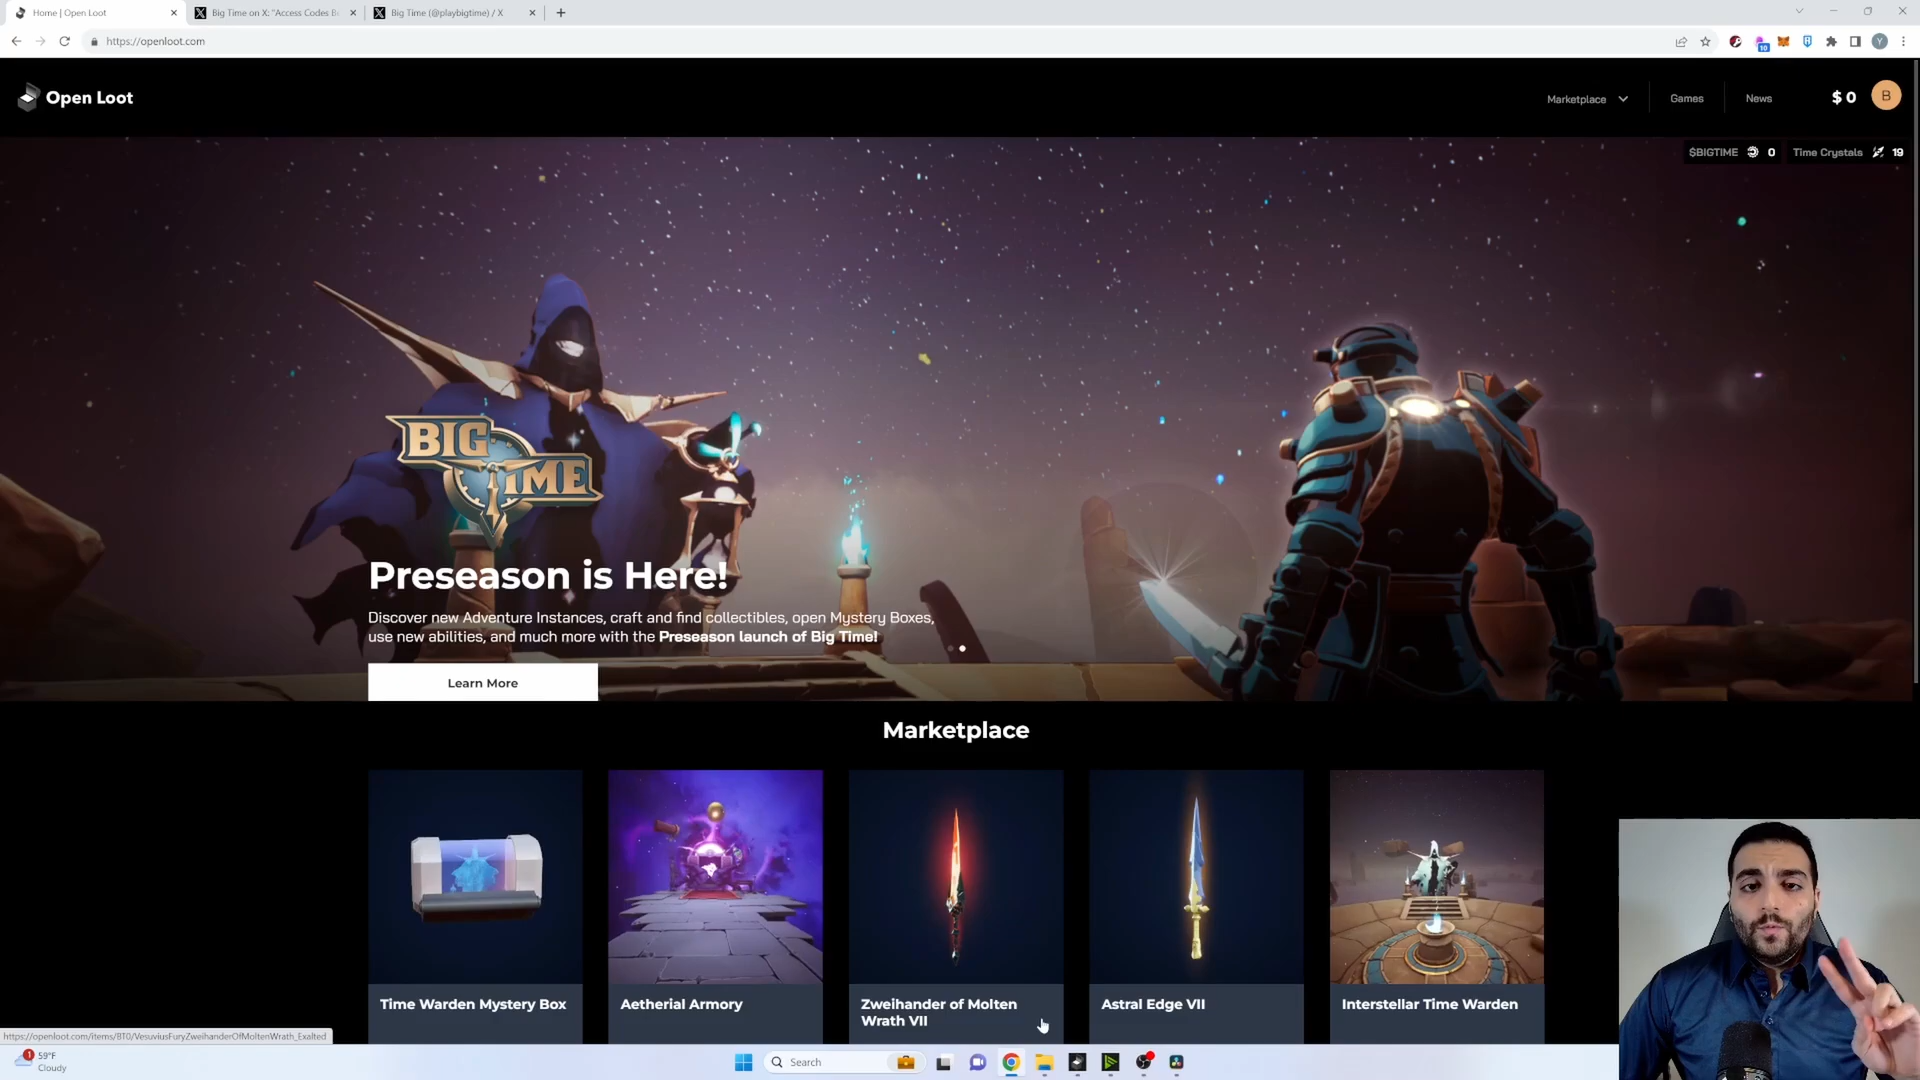 Home | Open Loot
Big Time on X: "Access Codes Be
Big Time (@playbigtime) / X
https://openloot.com
10
Y
Open Loot
Marketplace
Games
News
$ 0
B
$BIGTIME 0
Time Crystals 19
BIG
TIME
Preseason is Here!
Discover new Adventure Instances, craft and find collectibles, open Mystery Boxes,
use new abilities, and much more with the Preseason launch of Big Time!
Learn More
Marketplace
Time Warden Mystery Box
Aetherial Armory
Zweihander of Molten
Wrath VII
Astral Edge VII
Interstellar Time Warden
https://openloot.com/items/BT0/VesuviusFuryZweihanderOfMoltenWrath_Exalted
1
59°F
Cloudy
Search